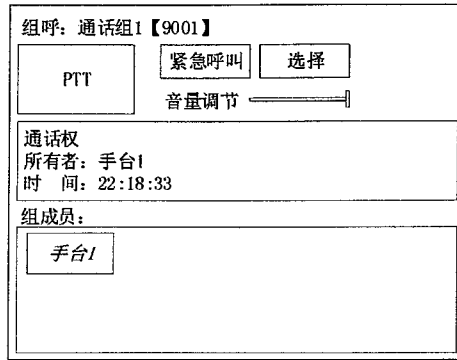 组呼：通话组1【9001】
PTT
紧急呼叫
选择
音量调节
通话权
所有者：手台1
时　间：22:18:33
组成员：
手台1